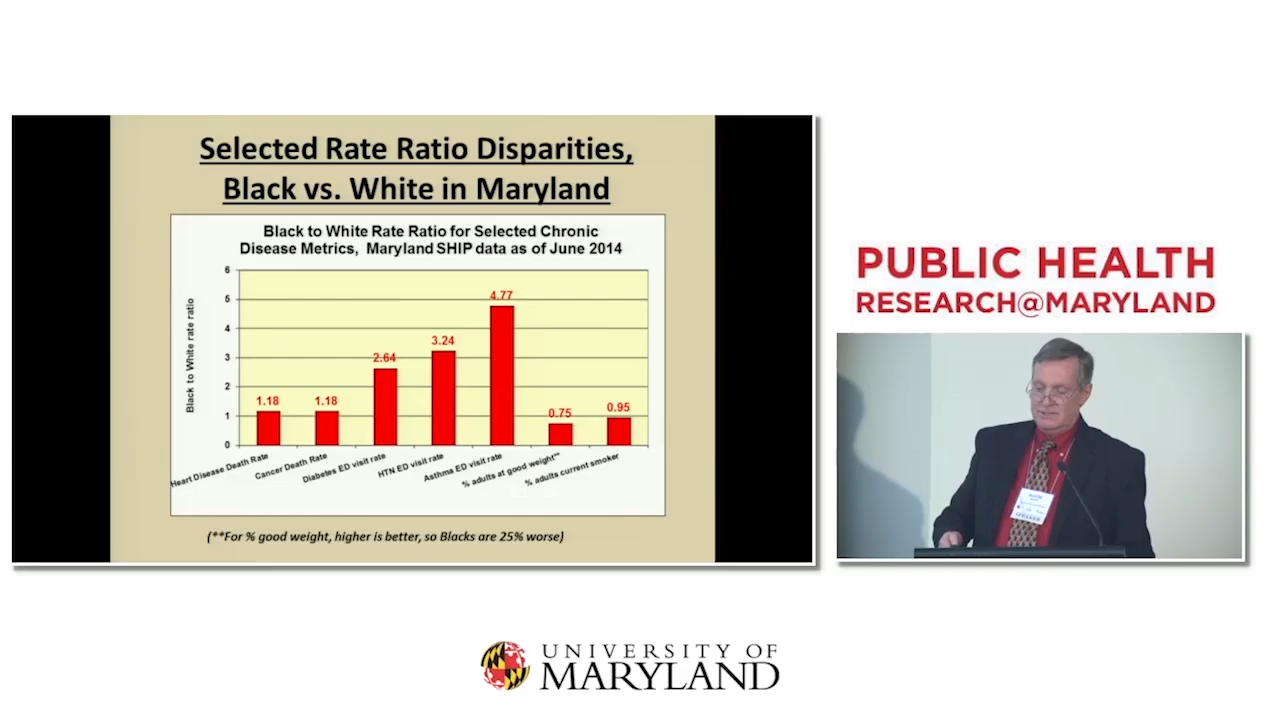 Selected Rate Ratio Disparities,
Black vs. White in Maryland
Black to White Rate Ratio for Selected Chronic
Disease Metrics, Maryland SHIP data as of June 2014
Black to White rate ratio
6
5
4
3
2
1
0
1.18
1.18
2.64
3.24
4.77
0.75
0.95
Heart Disease Death Rate
Cancer Death Rate
Diabetes ED visit rate
HTN ED visit rate
Asthma ED visit rate
% adults at good weight**
% adults current smoker
(**For % good weight, higher is better, so Blacks are 25% worse)
PUBLIC HEALTH
RESEARCH@MARYLAND
SPEAKER
UNIVERSITY OF
MARYLAND